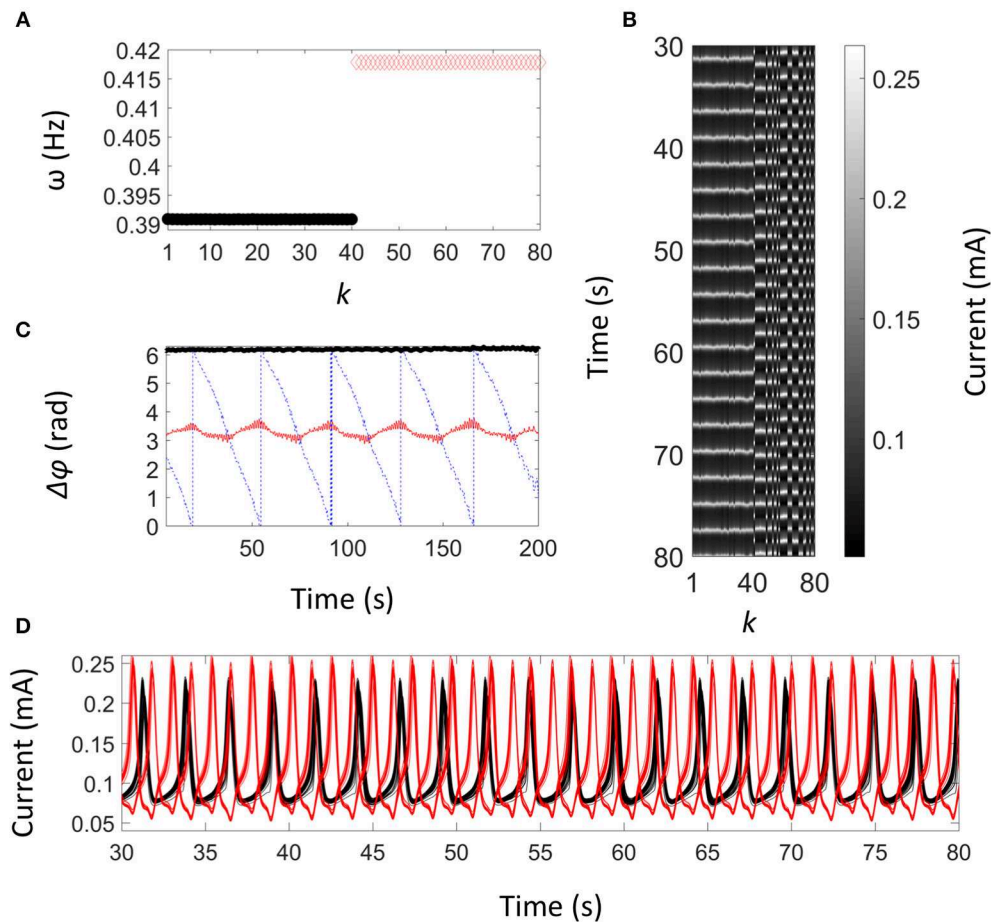 A
0.42
0.415
0.41
0.405
0.4
0.395
0.39
1 10 20 30 40 50 60 70 80
ω (Hz)
k
B
30
40
50
60
70
80
1 40 80
Time (s)
k
0.25
0.2
0.15
0.1
Current (mA)
C
6
5
4
3
2
1
0
50 100 150 200
Δφ (rad)
Time (s)
D
0.25
0.2
0.15
0.1
0.05
30 35 40 45 50 55 60 65 70 75 80
Current (mA)
Time (s)